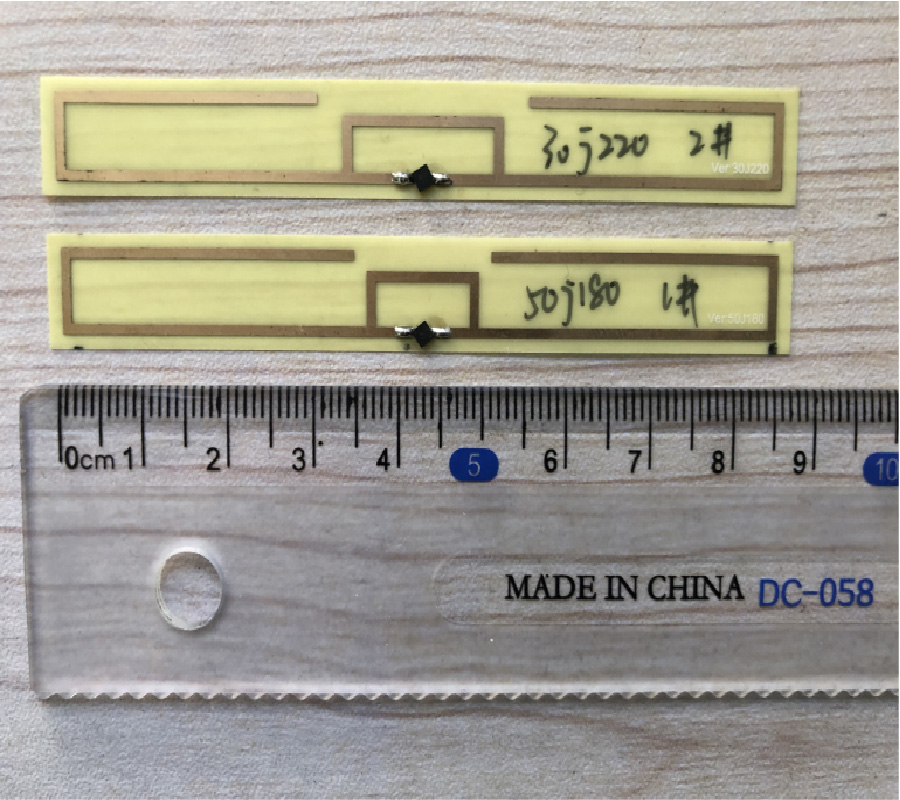 30j220 2#
Ver 30J220
50j180 1#
Ver:50J180
0cm 1 2 3 4 5 6 7 8 9 10
MADE IN CHINA DC-058